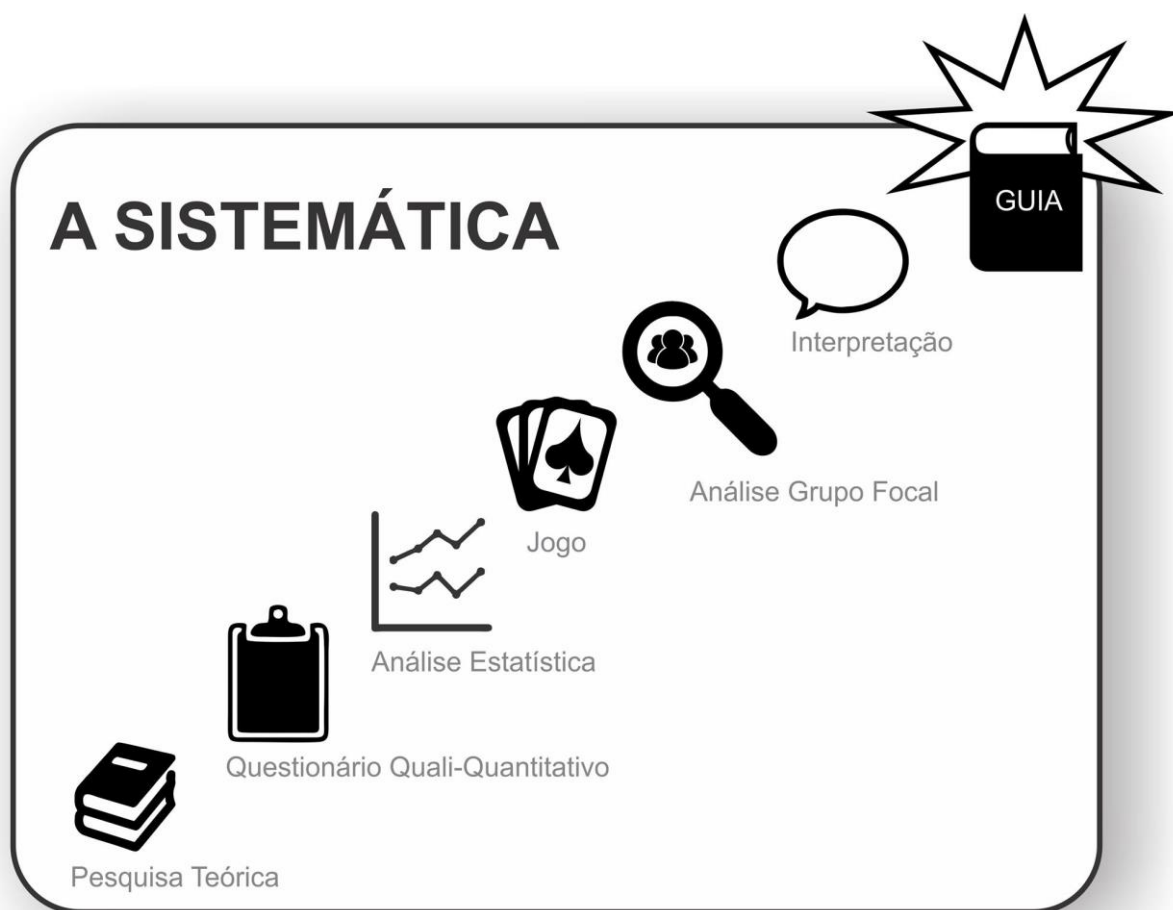 GUIA
A SISTEMÁTICA
Interpretação
Análise Grupo Focal
Jogo
Análise Estatística
Questionário Quali-Quantitativo
Pesquisa Teórica